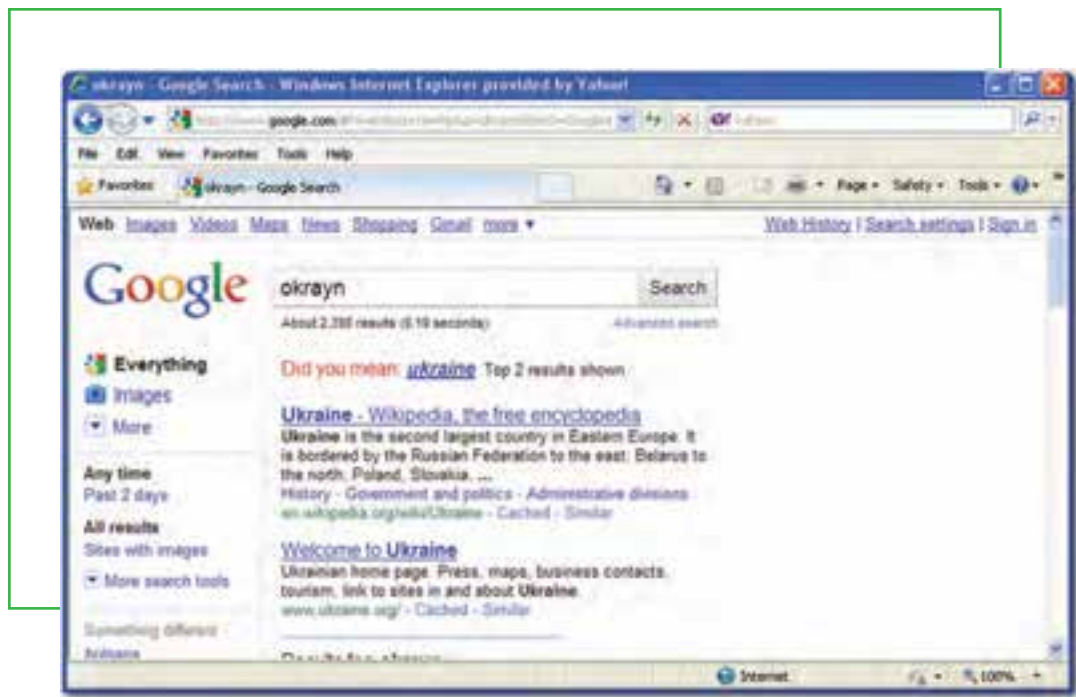 okrayn - Google Search - Windows Internet Explorer provided by Yahoo!
google.com
File Edit View Favorites Tools Help
Favorites okrayn - Google Search Page Safety Tools
Web Images Videos Maps News Shopping Gmail more Web History | Search settings | Sign in
Google okrayn Search
results seconds) Advanced search
Everything
Did you mean: ukraine Top 2 results shown
Images
More
Ukraine - Wikipedia, the free encyclopedia
Ukraine is the second largest country in Eastern Europe. It
is bordered by the Russian Federation to the east; Belarus to
the north; Poland, Slovakia, ...
History - Government and politics - Administrative divisions
en.wikipedia.org/wiki/Ukraine - Cached - Similar
Any time
Past 2 days
All results
Sites with images
More search tools
Welcome to Ukraine
Ukrainian home page. Press, maps, business contacts,
tourism, link to sites in and about Ukraine.
www.ukraine.org/ - Cached - Similar
Something different
Results for okrayn
Internet 100%